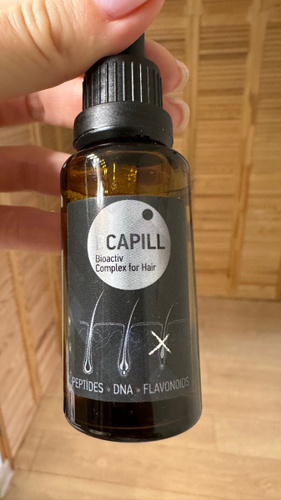 CAPILL
Bioactiv
Complex for Hair
PEPTIDES • DNA • FLAVONOIDS